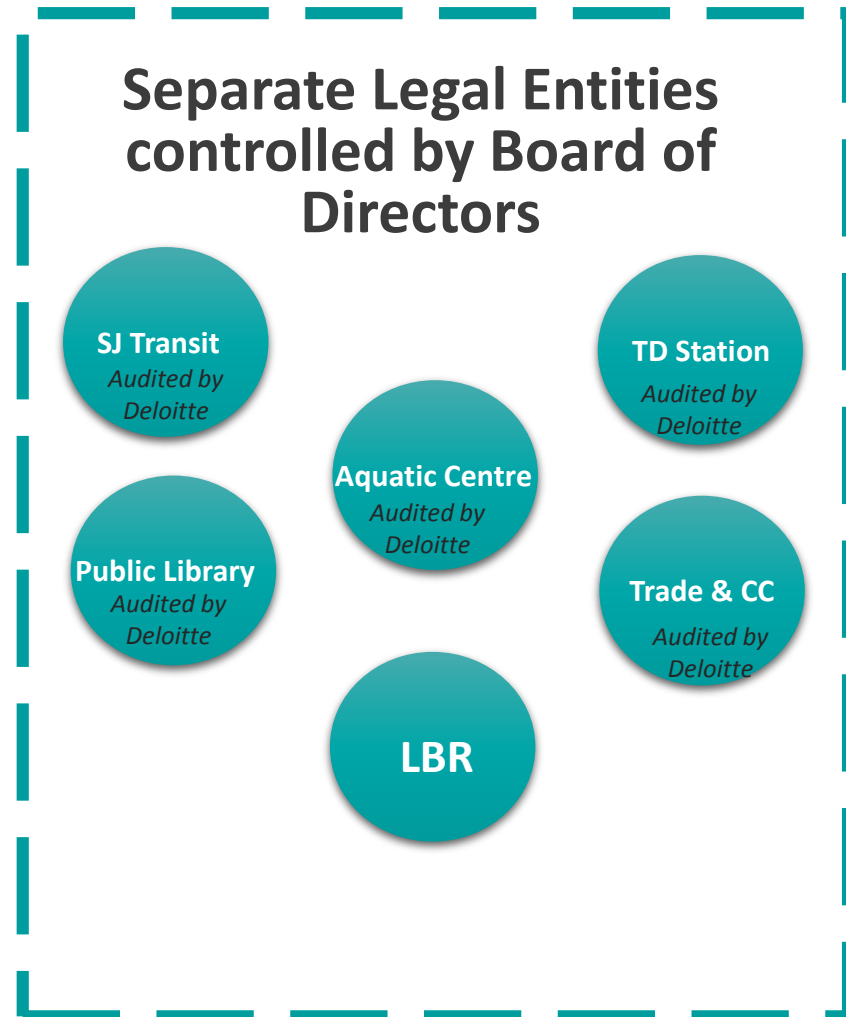 Separate Legal Entities
controlled by Board of
Directors
SJ Transit
Audited by
Deloitte
TD Station
Audited by
Deloitte
Aquatic Centre
Audited by
Deloitte
Public Library
Audited by
Deloitte
Trade & CC
Audited by
Deloitte
LBR